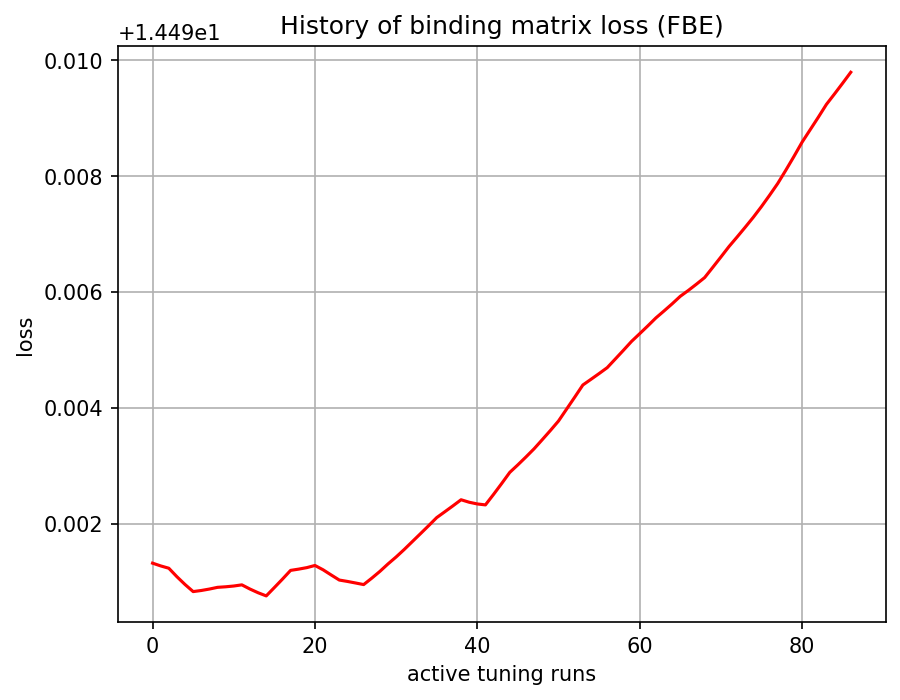 History of binding matrix loss (FBE)
+1.449e1
0.010
0.008
0.006
0.004
0.002
loss
0 20 40 60 80
active tuning runs